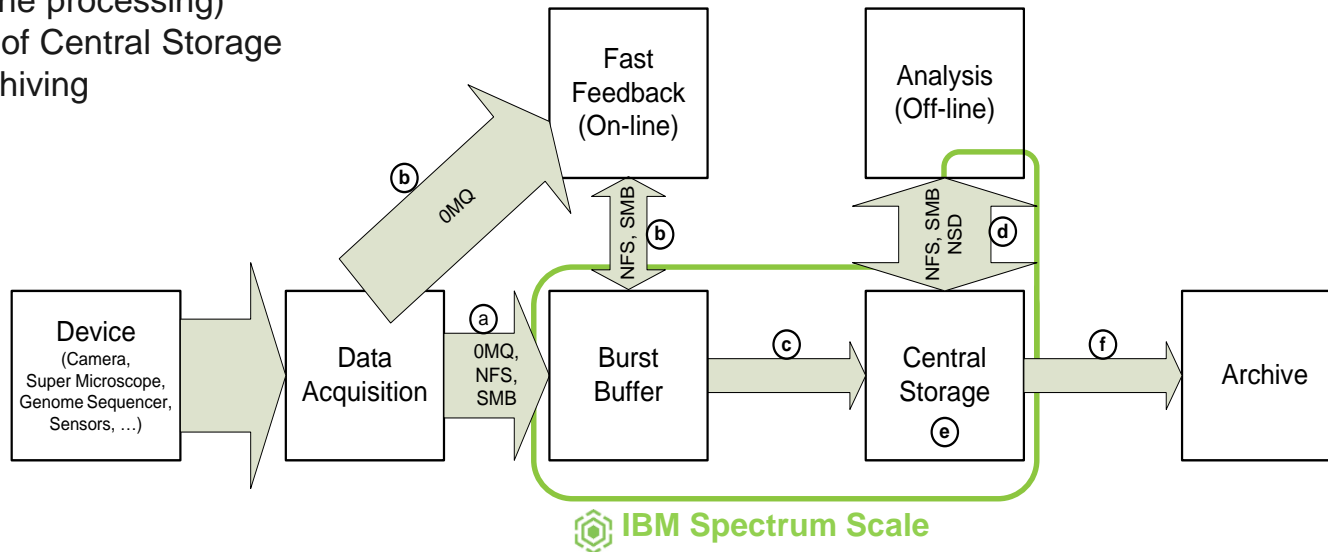 ne processing)
of Central Storage
hiving
Fast
Feedback
(On-line)
Analysis
(Off-line)
b
0MQ
NFS, SMB
b
NFS, SMB
NSD
d
Device
(Camera,
Super Microscope,
Genome Sequencer,
Sensors, …)
Data
Acquisition
a
0MQ,
NFS,
SMB
Burst
Buffer
c
Central
Storage
e
f
Archive
IBM Spectrum Scale